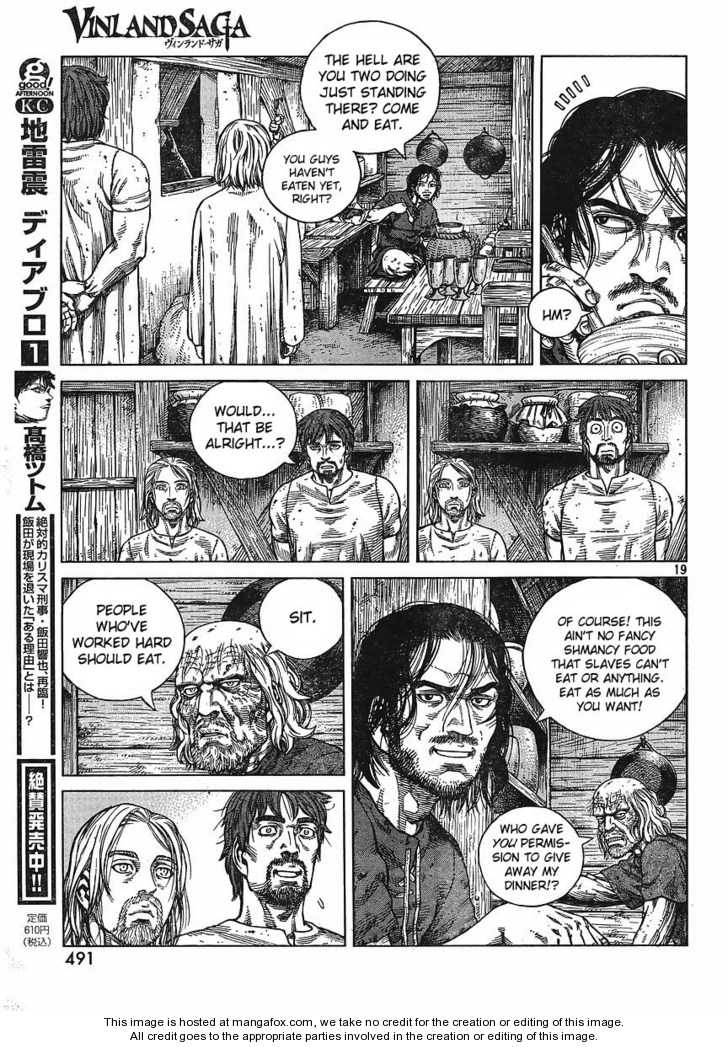 VINLAND SAGA
ヴィンランド・サガ
good!
AFTERNOON
KC
地雷震 ディアブロ 1
髙橋ツトム
絶対的カリスマ刑事・飯田響也、再臨!
飯田が現場を退いた「ある理由」とは――?
絶賛発売中!!
定価
610円
(税込)
THE HELL ARE
YOU TWO DOING
JUST STANDING
THERE? COME
AND EAT.
YOU GUYS
HAVEN'T
EATEN YET,
RIGHT?
HM?
WOULD...
THAT BE
ALRIGHT...?
19
PEOPLE
WHO'VE
WORKED HARD
SHOULD EAT.
SIT.
OF COURSE! THIS
AIN'T NO FANCY
SHMANCY FOOD
THAT SLAVES CAN'T
EAT OR ANYTHING.
EAT AS MUCH AS
YOU WANT!
WHO GAVE
YOU PERMIS-
SION TO GIVE
AWAY MY
DINNER!?
491
This image is hosted at mangafox.com, we take no credit for the creation or editing of this image.
All credit goes to the appropriate parties involved in the creation or editing of this image.